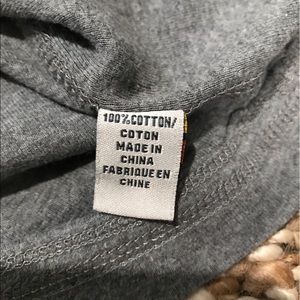 100%COTTON/
COTON
MADE IN
CHINA
FABRIQUE EN
CHINE